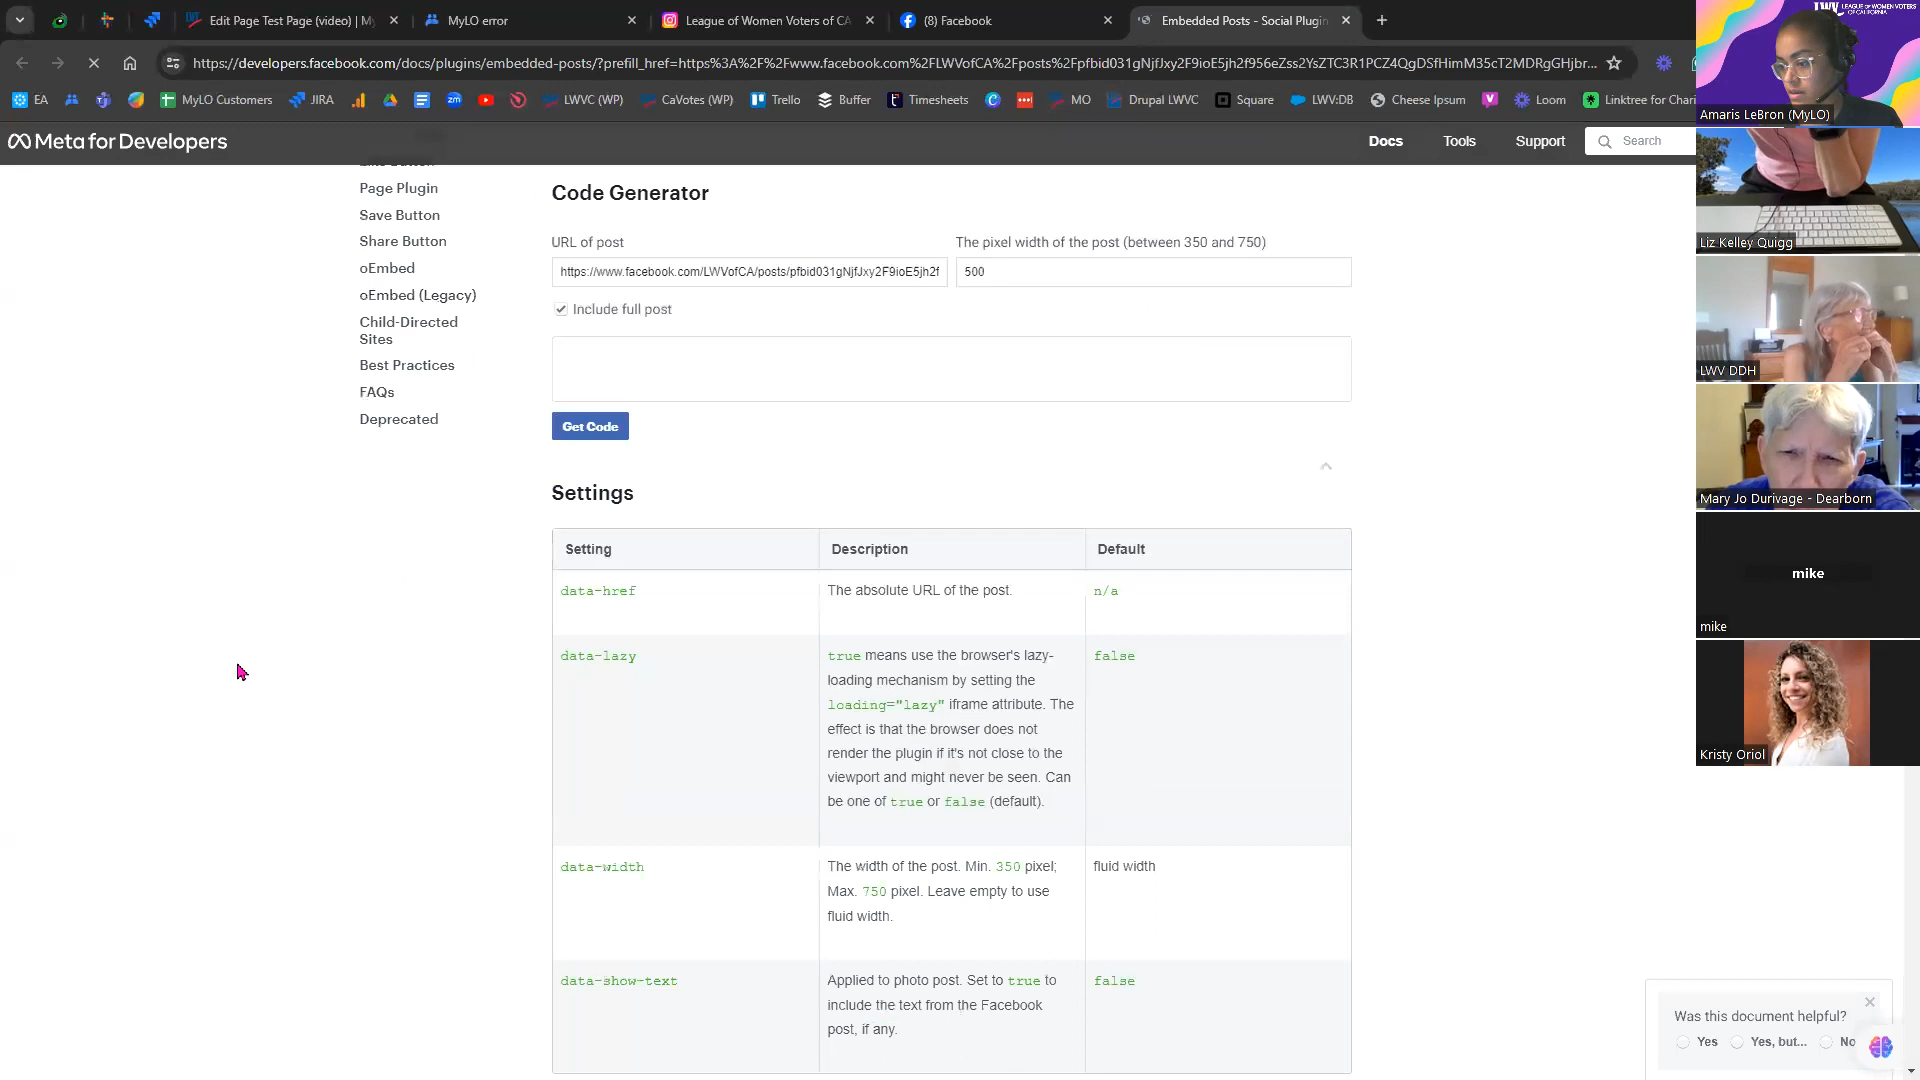 Edit Page Test Page (video) | My
MyLO error
League of Women Voters of CA
(8) Facebook
Embedded Posts - Social Plugin
https://developers.facebook.com/docs/plugins/embedded-posts/?prefill_href=https%3A%2F%2Fwww.facebook.com%2FLWVofCA%2Fposts%2Fpfbid031gNjfJxy2F9ioE5jh2f956eZss2YsZTC3R1PCZ4QgDSfHimM35cT2MDRgGHjbr...
EA
MyLO Customers
JIRA
LWVC (WP)
CaVotes (WP)
Trello
Buffer
Timesheets
MO
Drupal LWVC
Square
LWV:DB
Cheese Ipsum
Loom
Linktree for Chari
Meta for Developers
Docs
Tools
Support
Search
Page Plugin
Save Button
Share Button
oEmbed
oEmbed (Legacy)
Child-Directed
Sites
Best Practices
FAQs
Deprecated
Code Generator
URL of post
The pixel width of the post (between 350 and 750)
https://www.facebook.com/LWVofCA/posts/pfbid031gNjfJxy2F9ioE5jh2f
500
Include full post
Get Code
Settings
Setting
Description
Default
data-href
The absolute URL of the post.
n/a
data-lazy
true means use the browser's lazy-
loading mechanism by setting the
loading="lazy" iframe attribute. The
effect is that the browser does not
render the plugin if it's not close to the
viewport and might never be seen. Can
be one of true or false (default).
false
data-width
The width of the post. Min. 350 pixel;
Max. 750 pixel. Leave empty to use
fluid width.
fluid width
data-show-text
Applied to photo post. Set to true to
include the text from the Facebook
post, if any.
false
Was this document helpful?
Yes
Yes, but...
No
LWV LEAGUE OF WOMEN VOTERS
OF CALIFORNIA
Amaris LeBron (MyLO)
Liz Kelley Quigg
LWV DDH
Mary Jo Durivage - Dearborn
mike
mike
Kristy Oriol